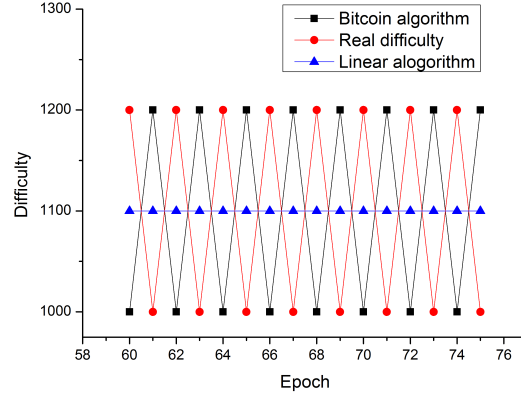 1300
Bitcoin algorithm
Real difficulty
Linear alogorithm
1200
1100
1000
Difficulty
58 60 62 64 66 68 70 72 74 76
Epoch